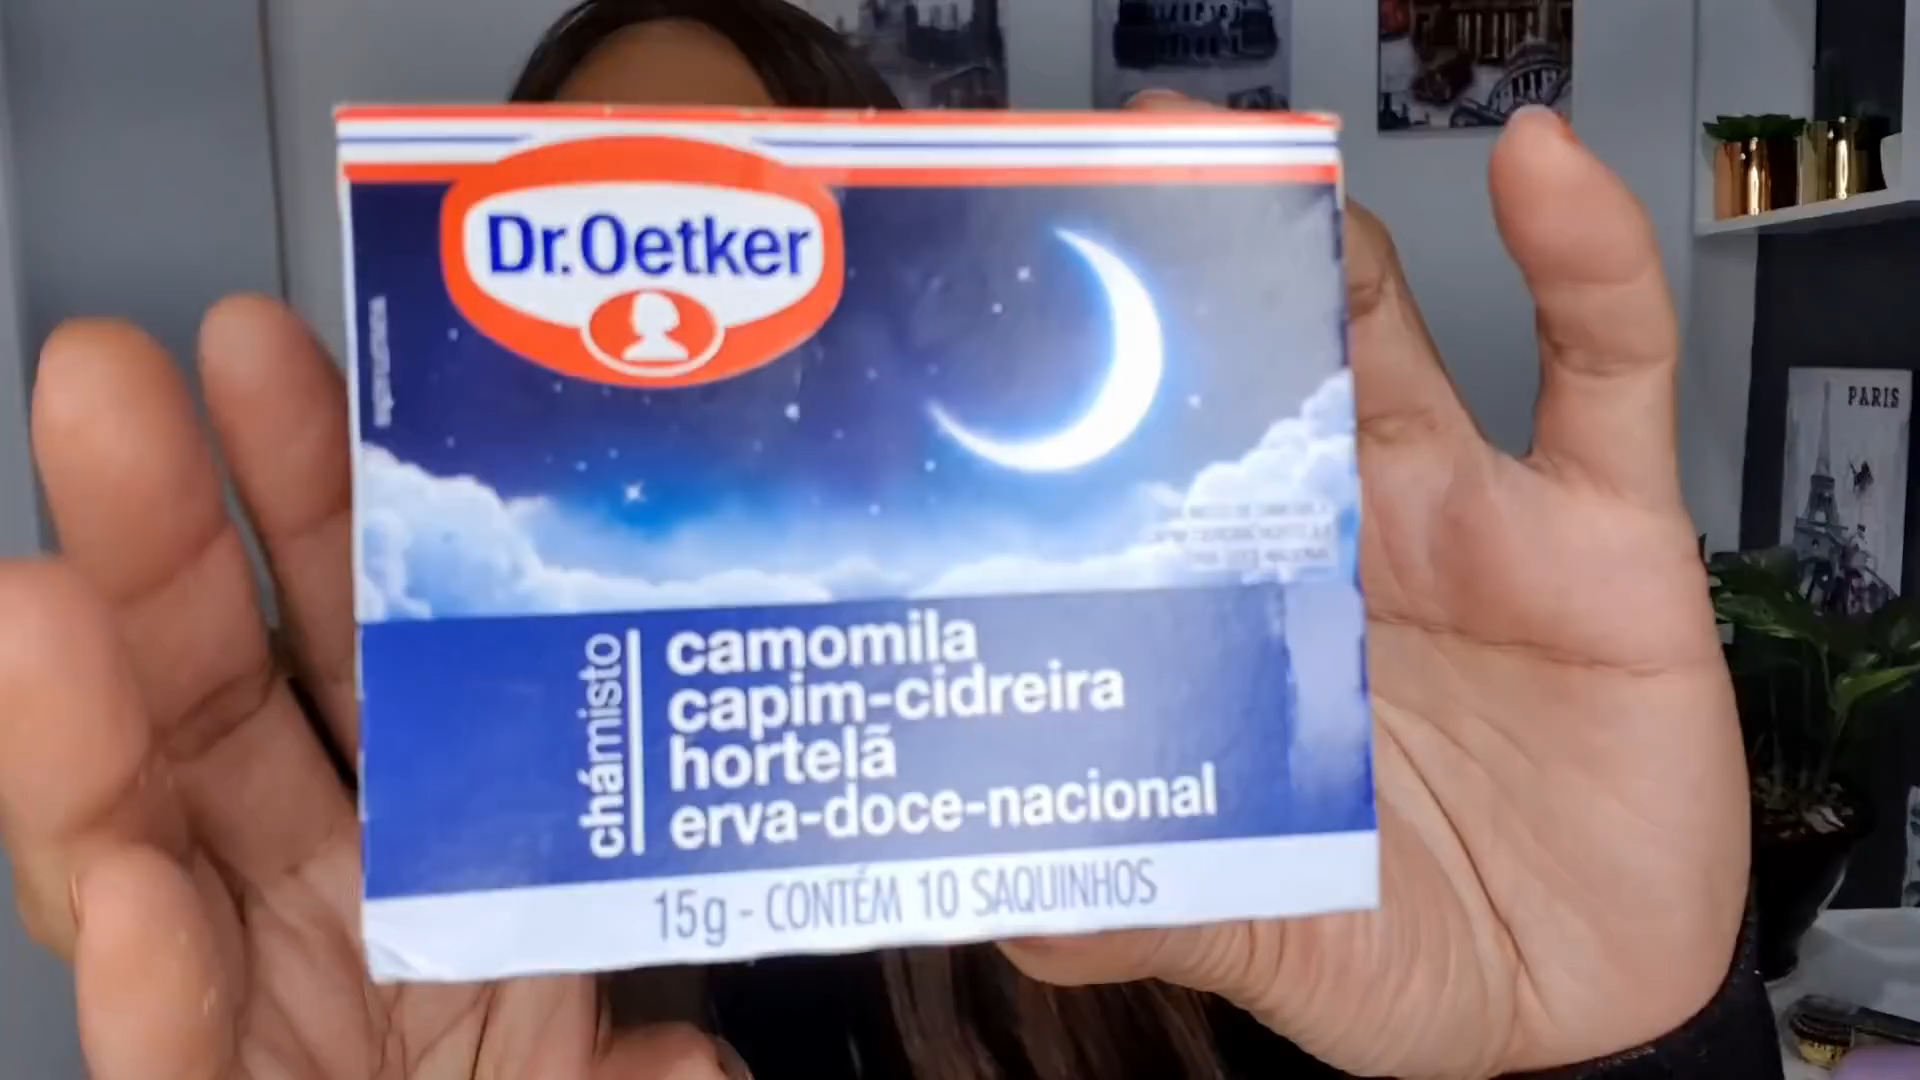 Dr.Oetker
PARIS
chámisto
camomila
capim-cidreira
hortelã
erva-doce-nacional
15g - CONTÉM 10 SAQUINHOS